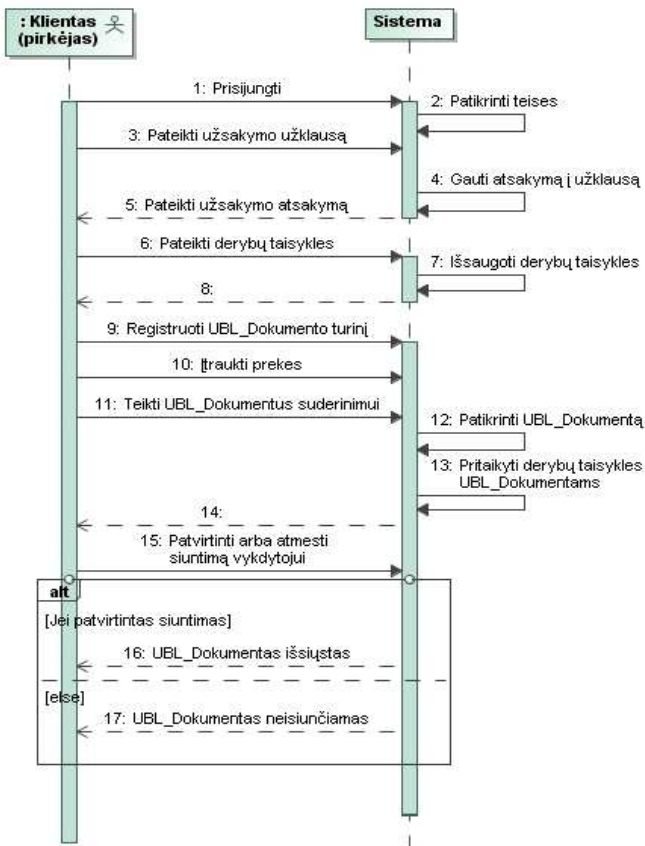 : Klientas
(pirkėjas)
Sistema
1: Prisijungti
2: Patikrinti teises
3: Pateikti užsakymo užklausą
4: Gauti atsakymą į užklausą
5: Pateikti užsakymo atsakymą
6: Pateikti derybų taisykles
7: Išsaugoti derybų taisykles
8:
9: Registruoti UBL_Dokumento turinį
10: Įtraukti prekes
11: Teikti UBL_Dokumentus suderinimui
12: Patikrinti UBL_Dokumentą
13: Pritaikyti derybų taisykles
UBL_Dokumentams
14:
15: Patvirtinti arba atmesti
siuntimą vykdytojui
alt
[Jei patvirtintas siuntimas]
16: UBL_Dokumentas išsiųstas
[else]
17: UBL_Dokumentas neisiunčiamas